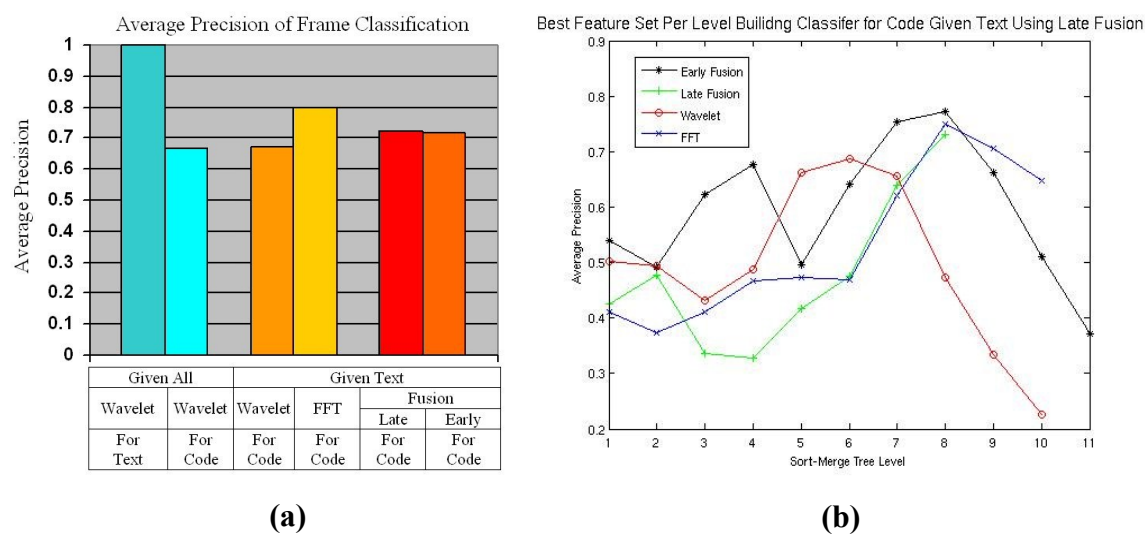 Average Precision of Frame Classification
1
0.9
0.8
0.7
0.6
0.5
0.4
0.3
0.2
0.1
0
Average Precision
Given All Given Text
Wavelet Wavelet Wavelet FFT Fusion
Late Early
For Text For Code For Code For Code For Code For Code
(a)
Best Feature Set Per Level Builidng Classifer for Code Given Text Using Late Fusion
0.9
0.8
0.7
0.6
0.5
0.4
0.3
0.2
Average Precision
Early Fusion
Late Fusion
Wavelet
FFT
1 2 3 4 5 6 7 8 9 10 11
Sort-Merge Tree Level
(b)